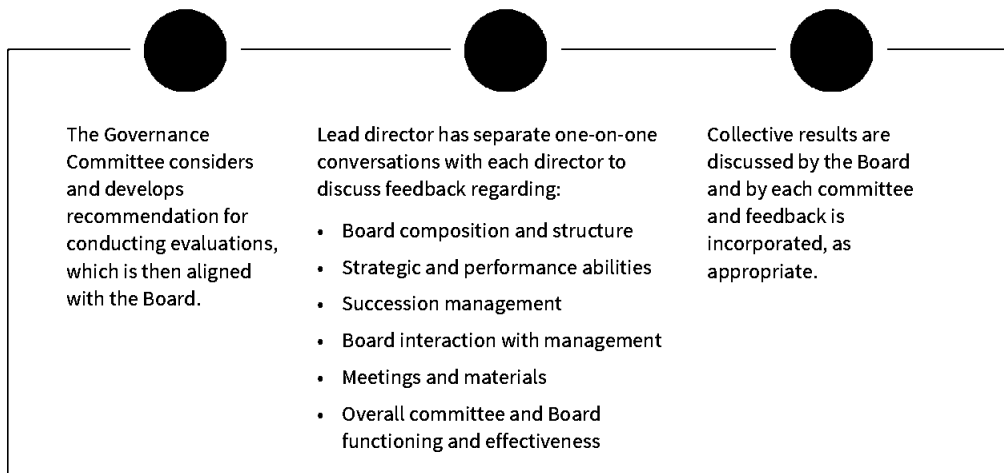 The Governance
Committee considers
and develops
recommendation for
conducting evaluations,
which is then aligned
with the Board.
Lead director has separate one-on-one
conversations with each director to
discuss feedback regarding:
• Board composition and structure
• Strategic and performance abilities
• Succession management
• Board interaction with management
• Meetings and materials
• Overall committee and Board
functioning and effectiveness
Collective results are
discussed by the Board
and by each committee
and feedback is
incorporated, as
appropriate.